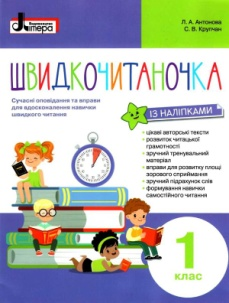 Видавництво
Літера
Л. А. Антонова
С. В. Крупчан
ШВИДКОЧИТАНОЧКА
Сучасні оповідання та вправи
для вдосконалення навички
швидкого читання
ІЗ НАЛІПКАМИ
- цікаві авторські тексти
- розвиток читацької
грамотності
- зручний тренувальний
матеріал
- вправи для розвитку площі
зорового сприймання
- зручний підрахунок слів
- формування навички
самостійного читання
1
клас